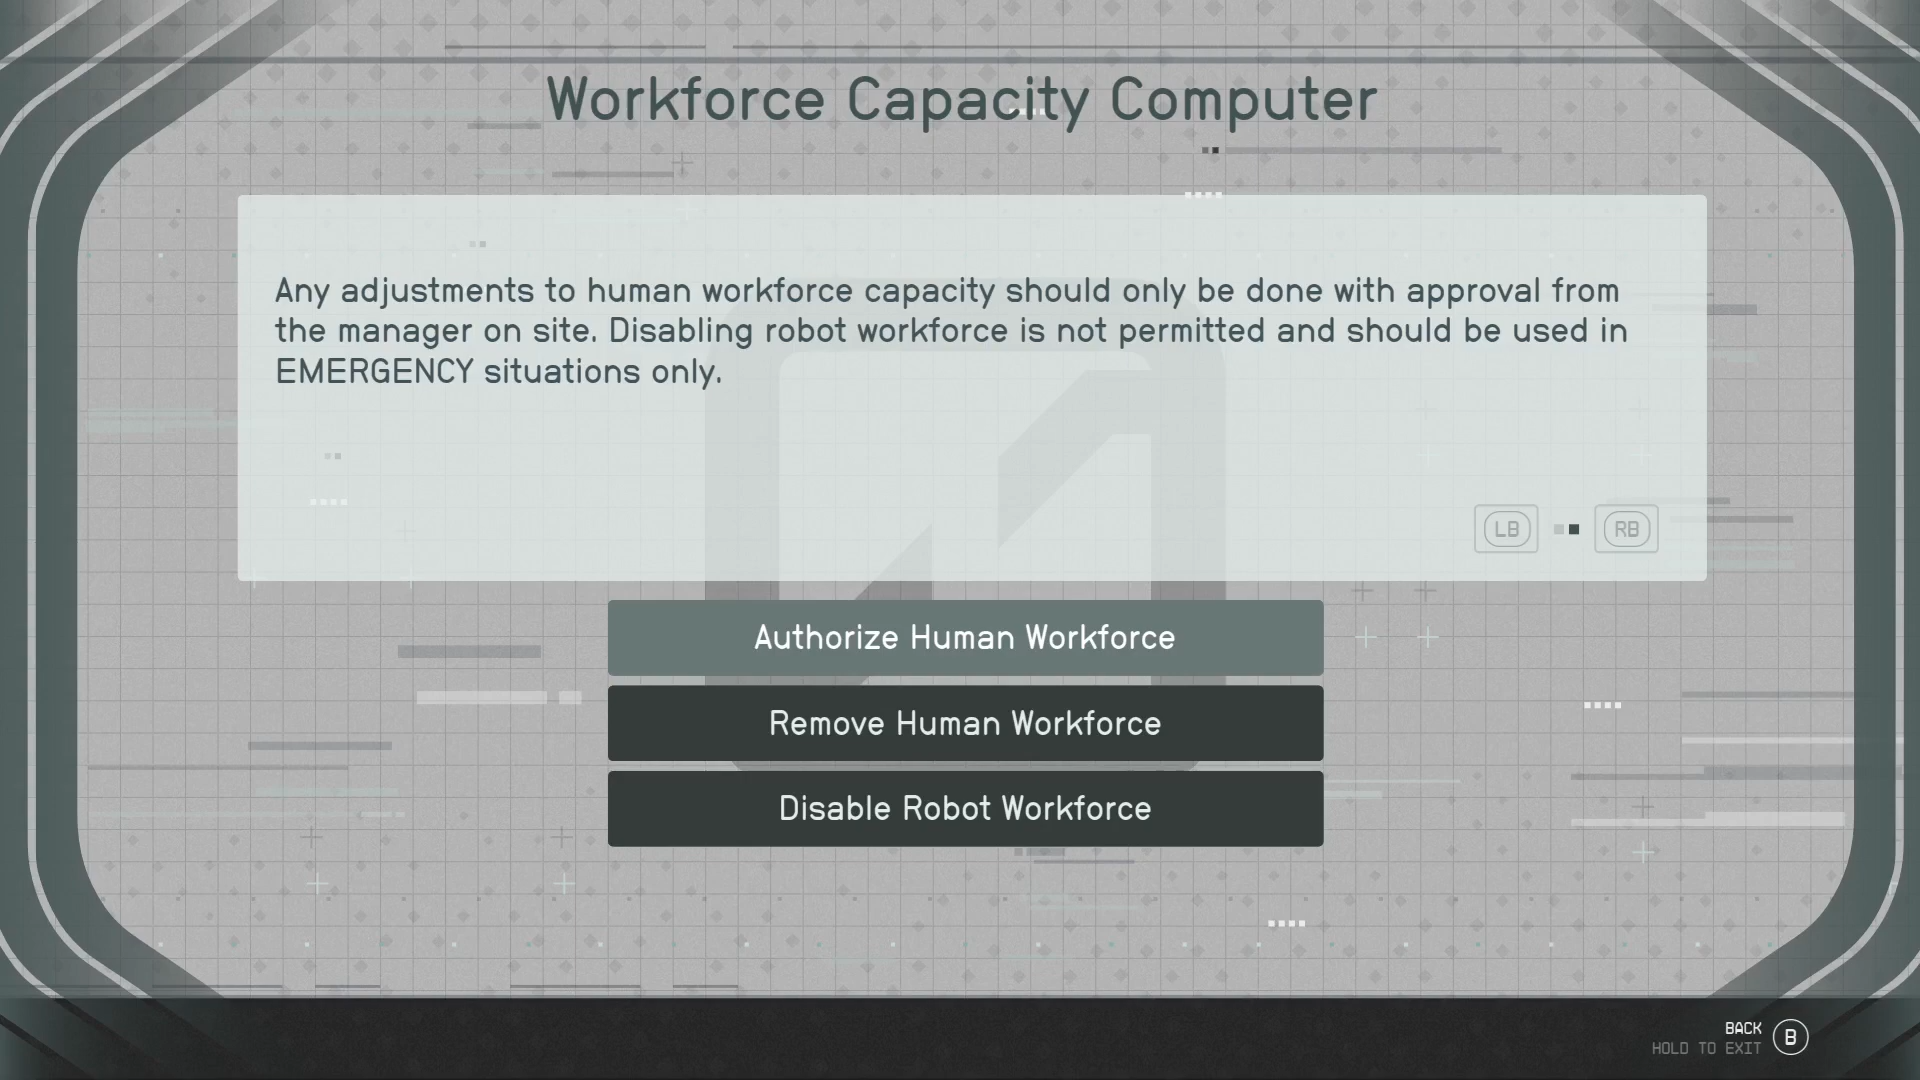 Workforce Capacity Computer
Any adjustments to human workforce capacity should only be done with approval from
the manager on site. Disabling robot workforce is not permitted and should be used in
EMERGENCY situations only.
LB RB
Authorize Human Workforce
Remove Human Workforce
Disable Robot Workforce
BACK
HOLD TO EXIT
B